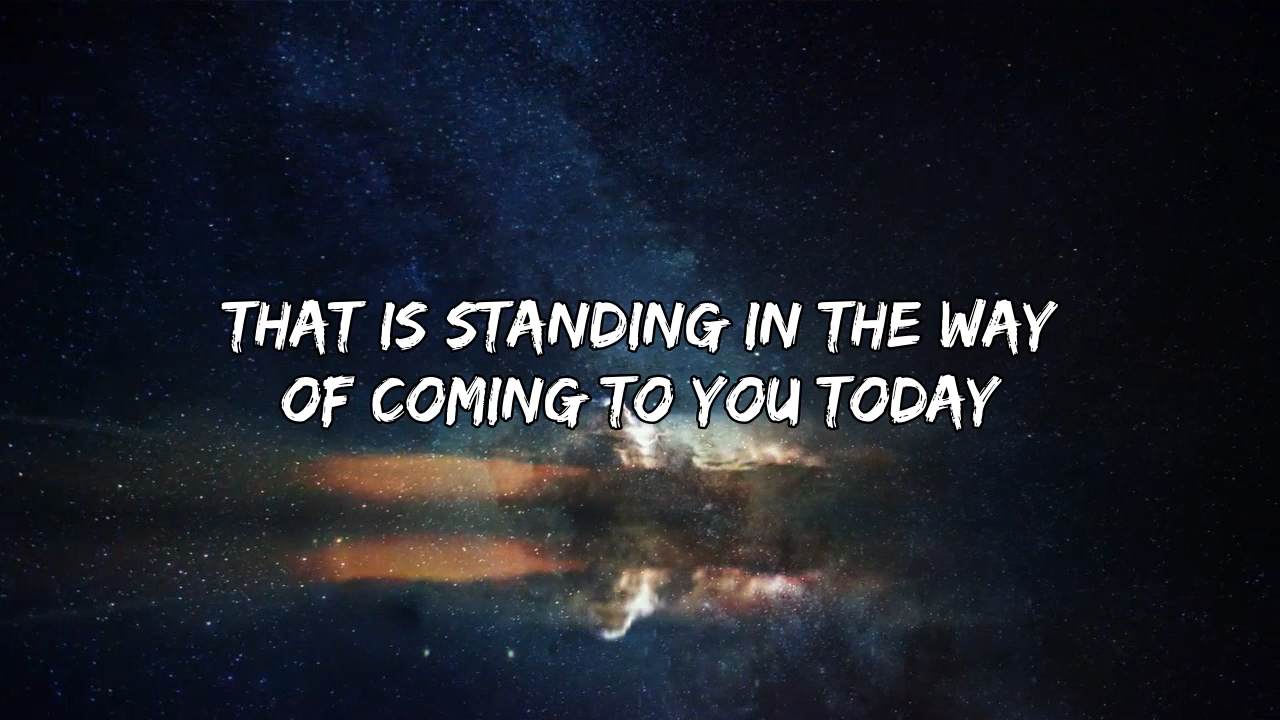 THAT IS STANDING IN THE WAY
OF COMING TO YOU TODAY